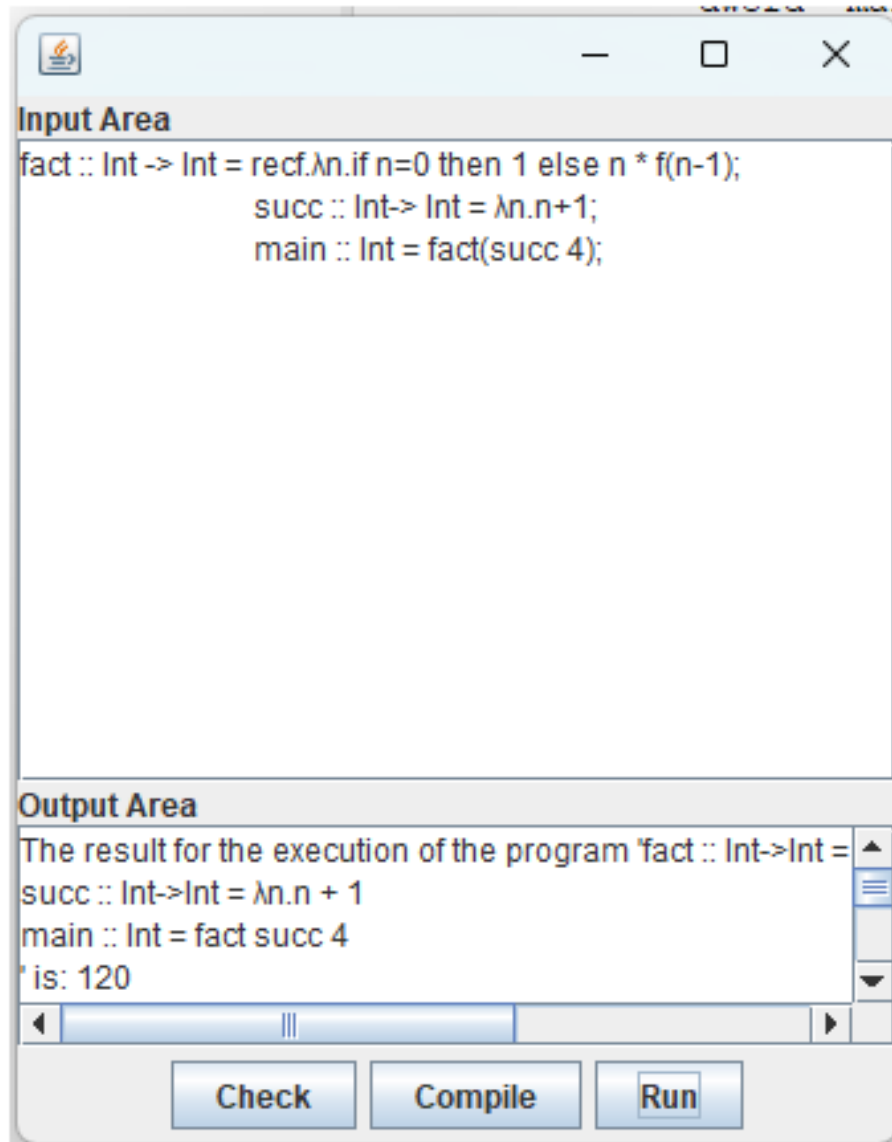 Input Area
fact :: Int -> Int = recf.λn.if n=0 then 1 else n * f(n-1);
succ :: Int-> Int = λn.n+1;
main :: Int = fact(succ 4);
Output Area
The result for the execution of the program 'fact :: Int->Int =
succ :: Int->Int = λn.n + 1
main :: Int = fact succ 4
' is: 120
Check Compile Run